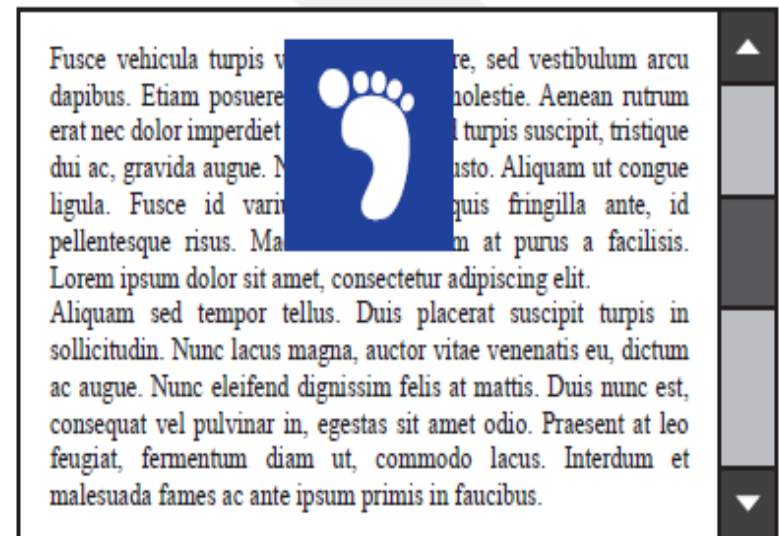 Fusce vehicula turpis sed vestibulum arcu
dapibus. Etiam posuere Aenean rutrum
erat nec dolor imperdiet turpis suscipit, tristique
dui ac, gravida augue. Aliquam ut congue
ligula. Fusce id quis fringilla ante, id
pellentesque risus. at purus a facilisis.
Lorem ipsum dolor sit amet, consectetur adipiscing elit.
Aliquam sed tempor tellus. Duis placerat suscipit turpis in
sollicitudin. Nunc lacus magna, auctor vitae venenatis eu, dictum
ac augue. Nunc eleifend dignissim felis at mattis. Duis nunc est,
consequat vel pulvinar in, egestas sit amet odio. Praesent at leo
feugiat, fermentum diam ut, commodo lacus. Interdum et
malesuada fames ac ante ipsum primis in faucibus.